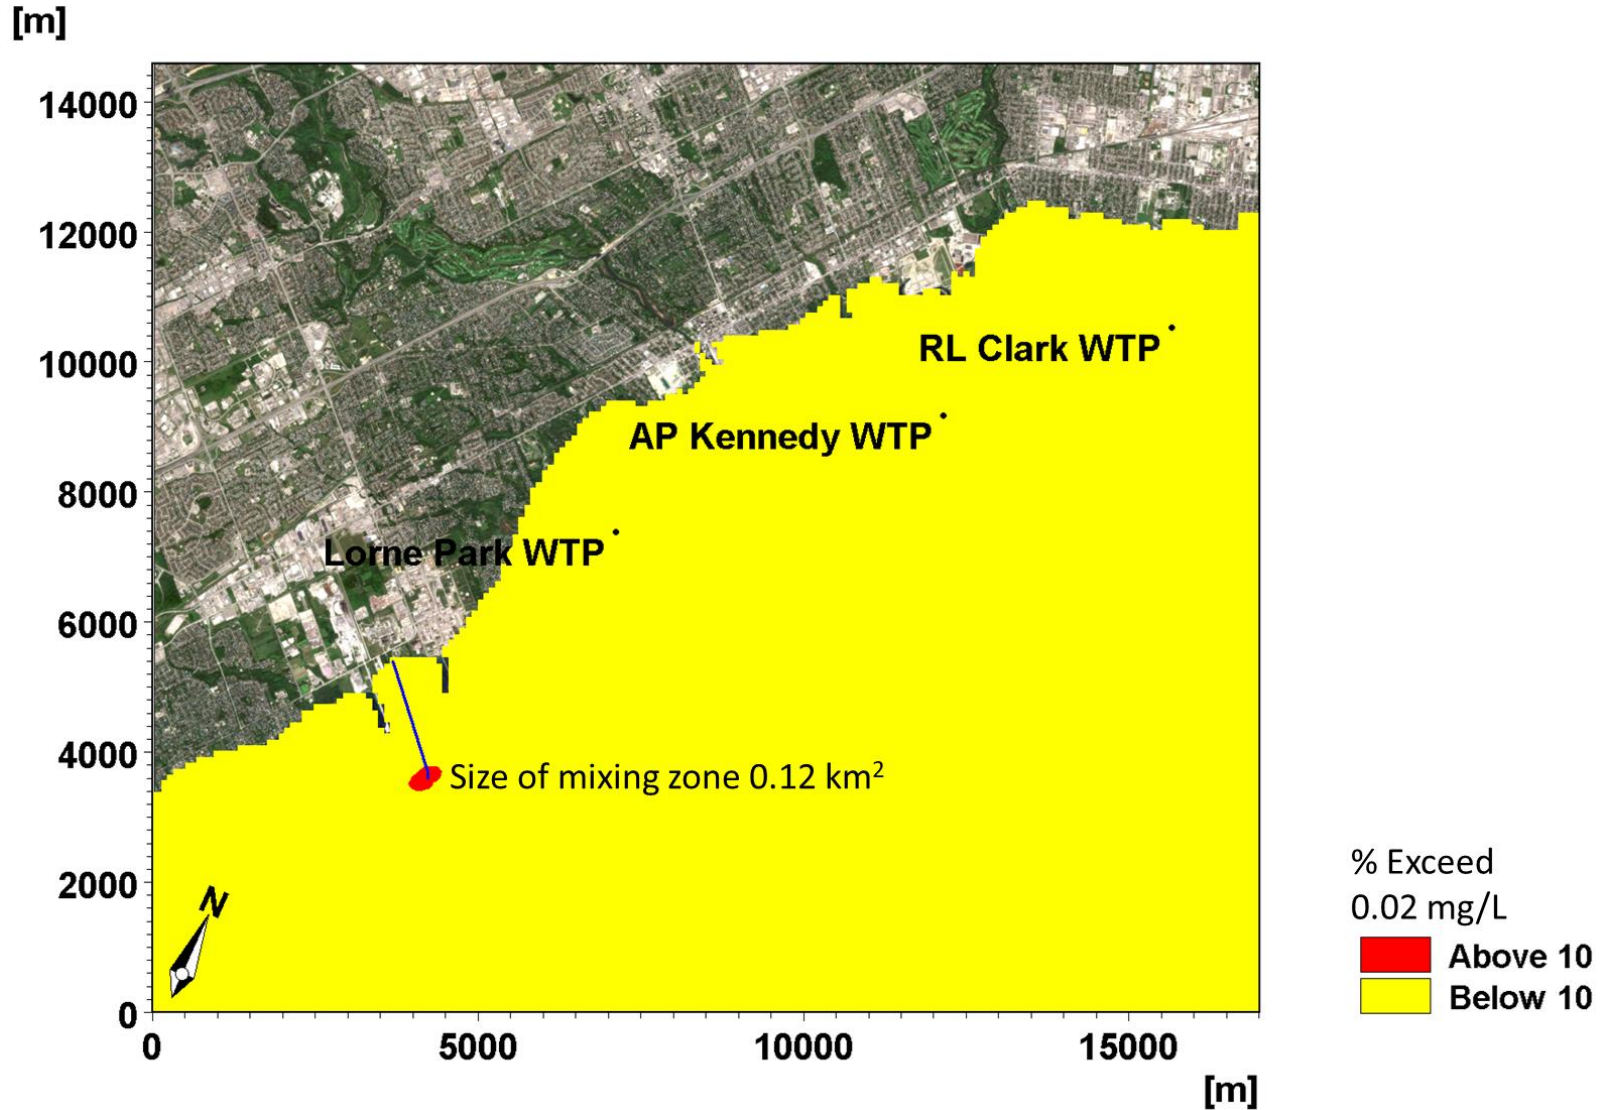 [m]
14000
12000
10000
8000
6000
4000
2000
0
0 5000 10000 15000
[m]
RL Clark WTP
AP Kennedy WTP
Lorne Park WTP
Size of mixing zone 0.12 km²
N
% Exceed
0.02 mg/L
Above 10
Below 10